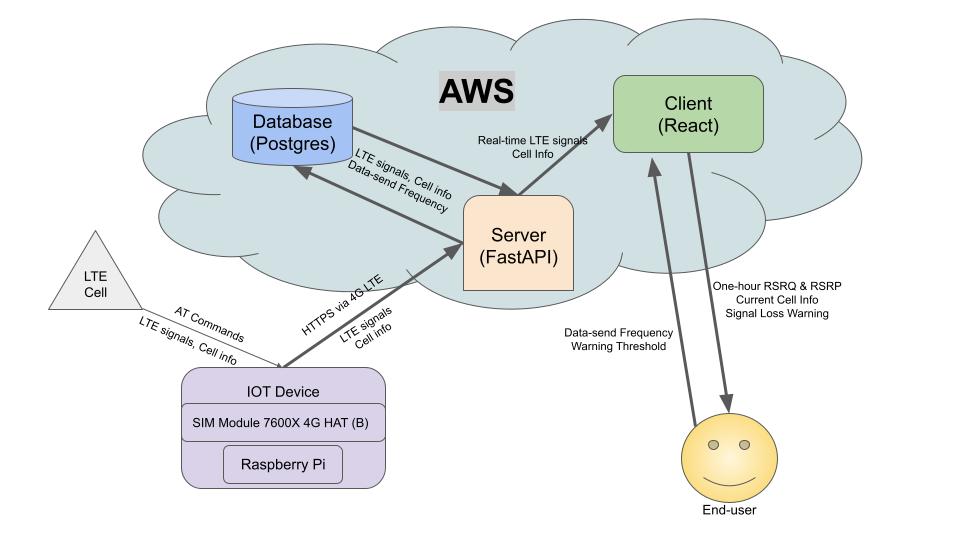 AWS
Database
(Postgres)
Client
(React)
Real-time LTE signals
Cell Info
LTE signals, Cell info
Data-send Frequency
Server
(FastAPI)
LTE
Cell
AT Commands
LTE signals, Cell info
HTTPS via 4G LTE
LTE signals
Cell info
One-hour RSRQ & RSRP
Current Cell Info
Signal Loss Warning
Data-send Frequency
Warning Threshold
IOT Device
SIM Module 7600X 4G HAT (B)
Raspberry Pi
End-user